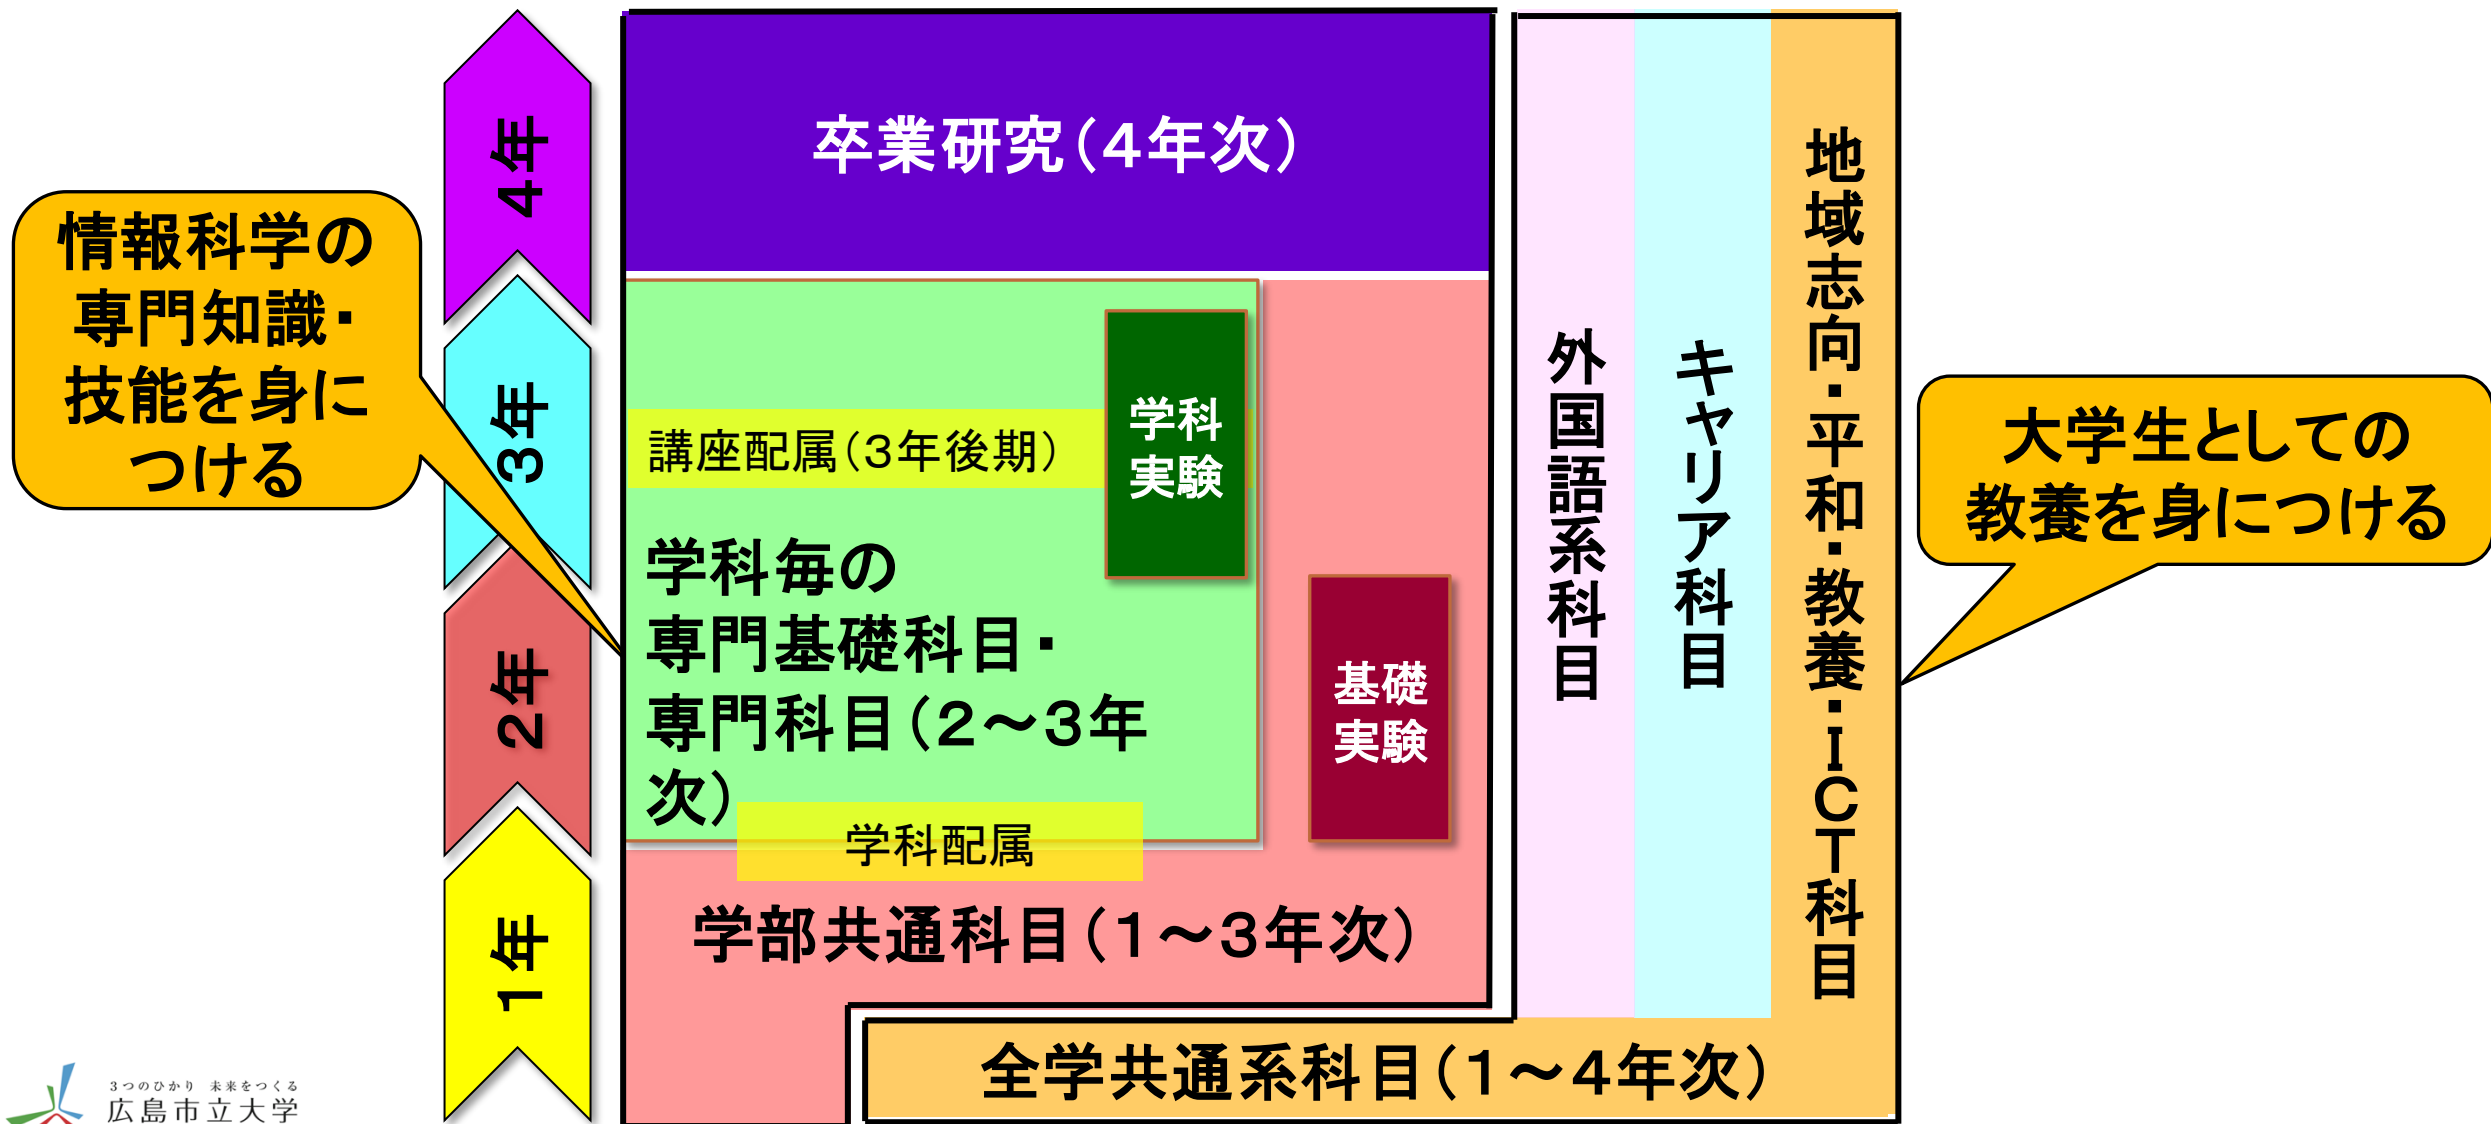 4年
3年
2年
1年
情報科学の
専門知識・
技能を身に
つける
卒業研究（4年次）
講座配属（3年後期）
学科
実験
学科毎の
専門基礎科目・
専門科目（2～3年
次）
基礎
実験
学科配属
学部共通科目（1～3年次）
外国語系科目
キャリア科目
地域志向・平和・教養・ICT科目
全学共通系科目（1～4年次）
大学生としての
教養を身につける
3つのひかり 未来をつくる
広島市立大学